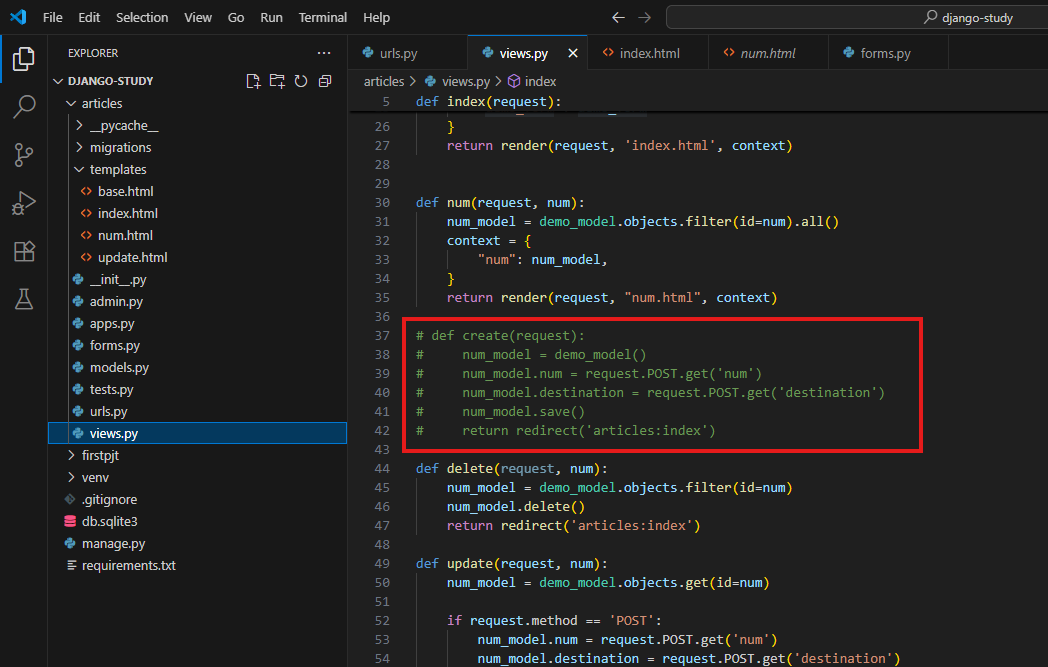 File Edit Selection View Go Run Terminal Help
django-study
EXPLORER
DJANGO-STUDY
articles
__pycache__
migrations
templates
base.html
index.html
num.html
update.html
__init__.py
admin.py
apps.py
forms.py
models.py
tests.py
urls.py
views.py
firstpjt
venv
.gitignore
db.sqlite3
manage.py
requirements.txt
urls.py views.py index.html num.html forms.py
articles > views.py > index
5 def index(request):
26 }
27 return render(request, 'index.html', context)
28
29
30 def num(request, num):
31 num_model = demo_model.objects.filter(id=num).all()
32 context = {
33 "num": num_model,
34 }
35 return render(request, "num.html", context)
36
37 # def create(request):
38 # num_model = demo_model()
39 # num_model.num = request.POST.get('num')
40 # num_model.destination = request.POST.get('destination')
41 # num_model.save()
42 # return redirect('articles:index')
43
44 def delete(request, num):
45 num_model = demo_model.objects.filter(id=num)
46 num_model.delete()
47 return redirect('articles:index')
48
49 def update(request, num):
50 num_model = demo_model.objects.get(id=num)
51
52 if request.method == 'POST':
53 num_model.num = request.POST.get('num')
54 num_model.destination = request.POST.get('destination')